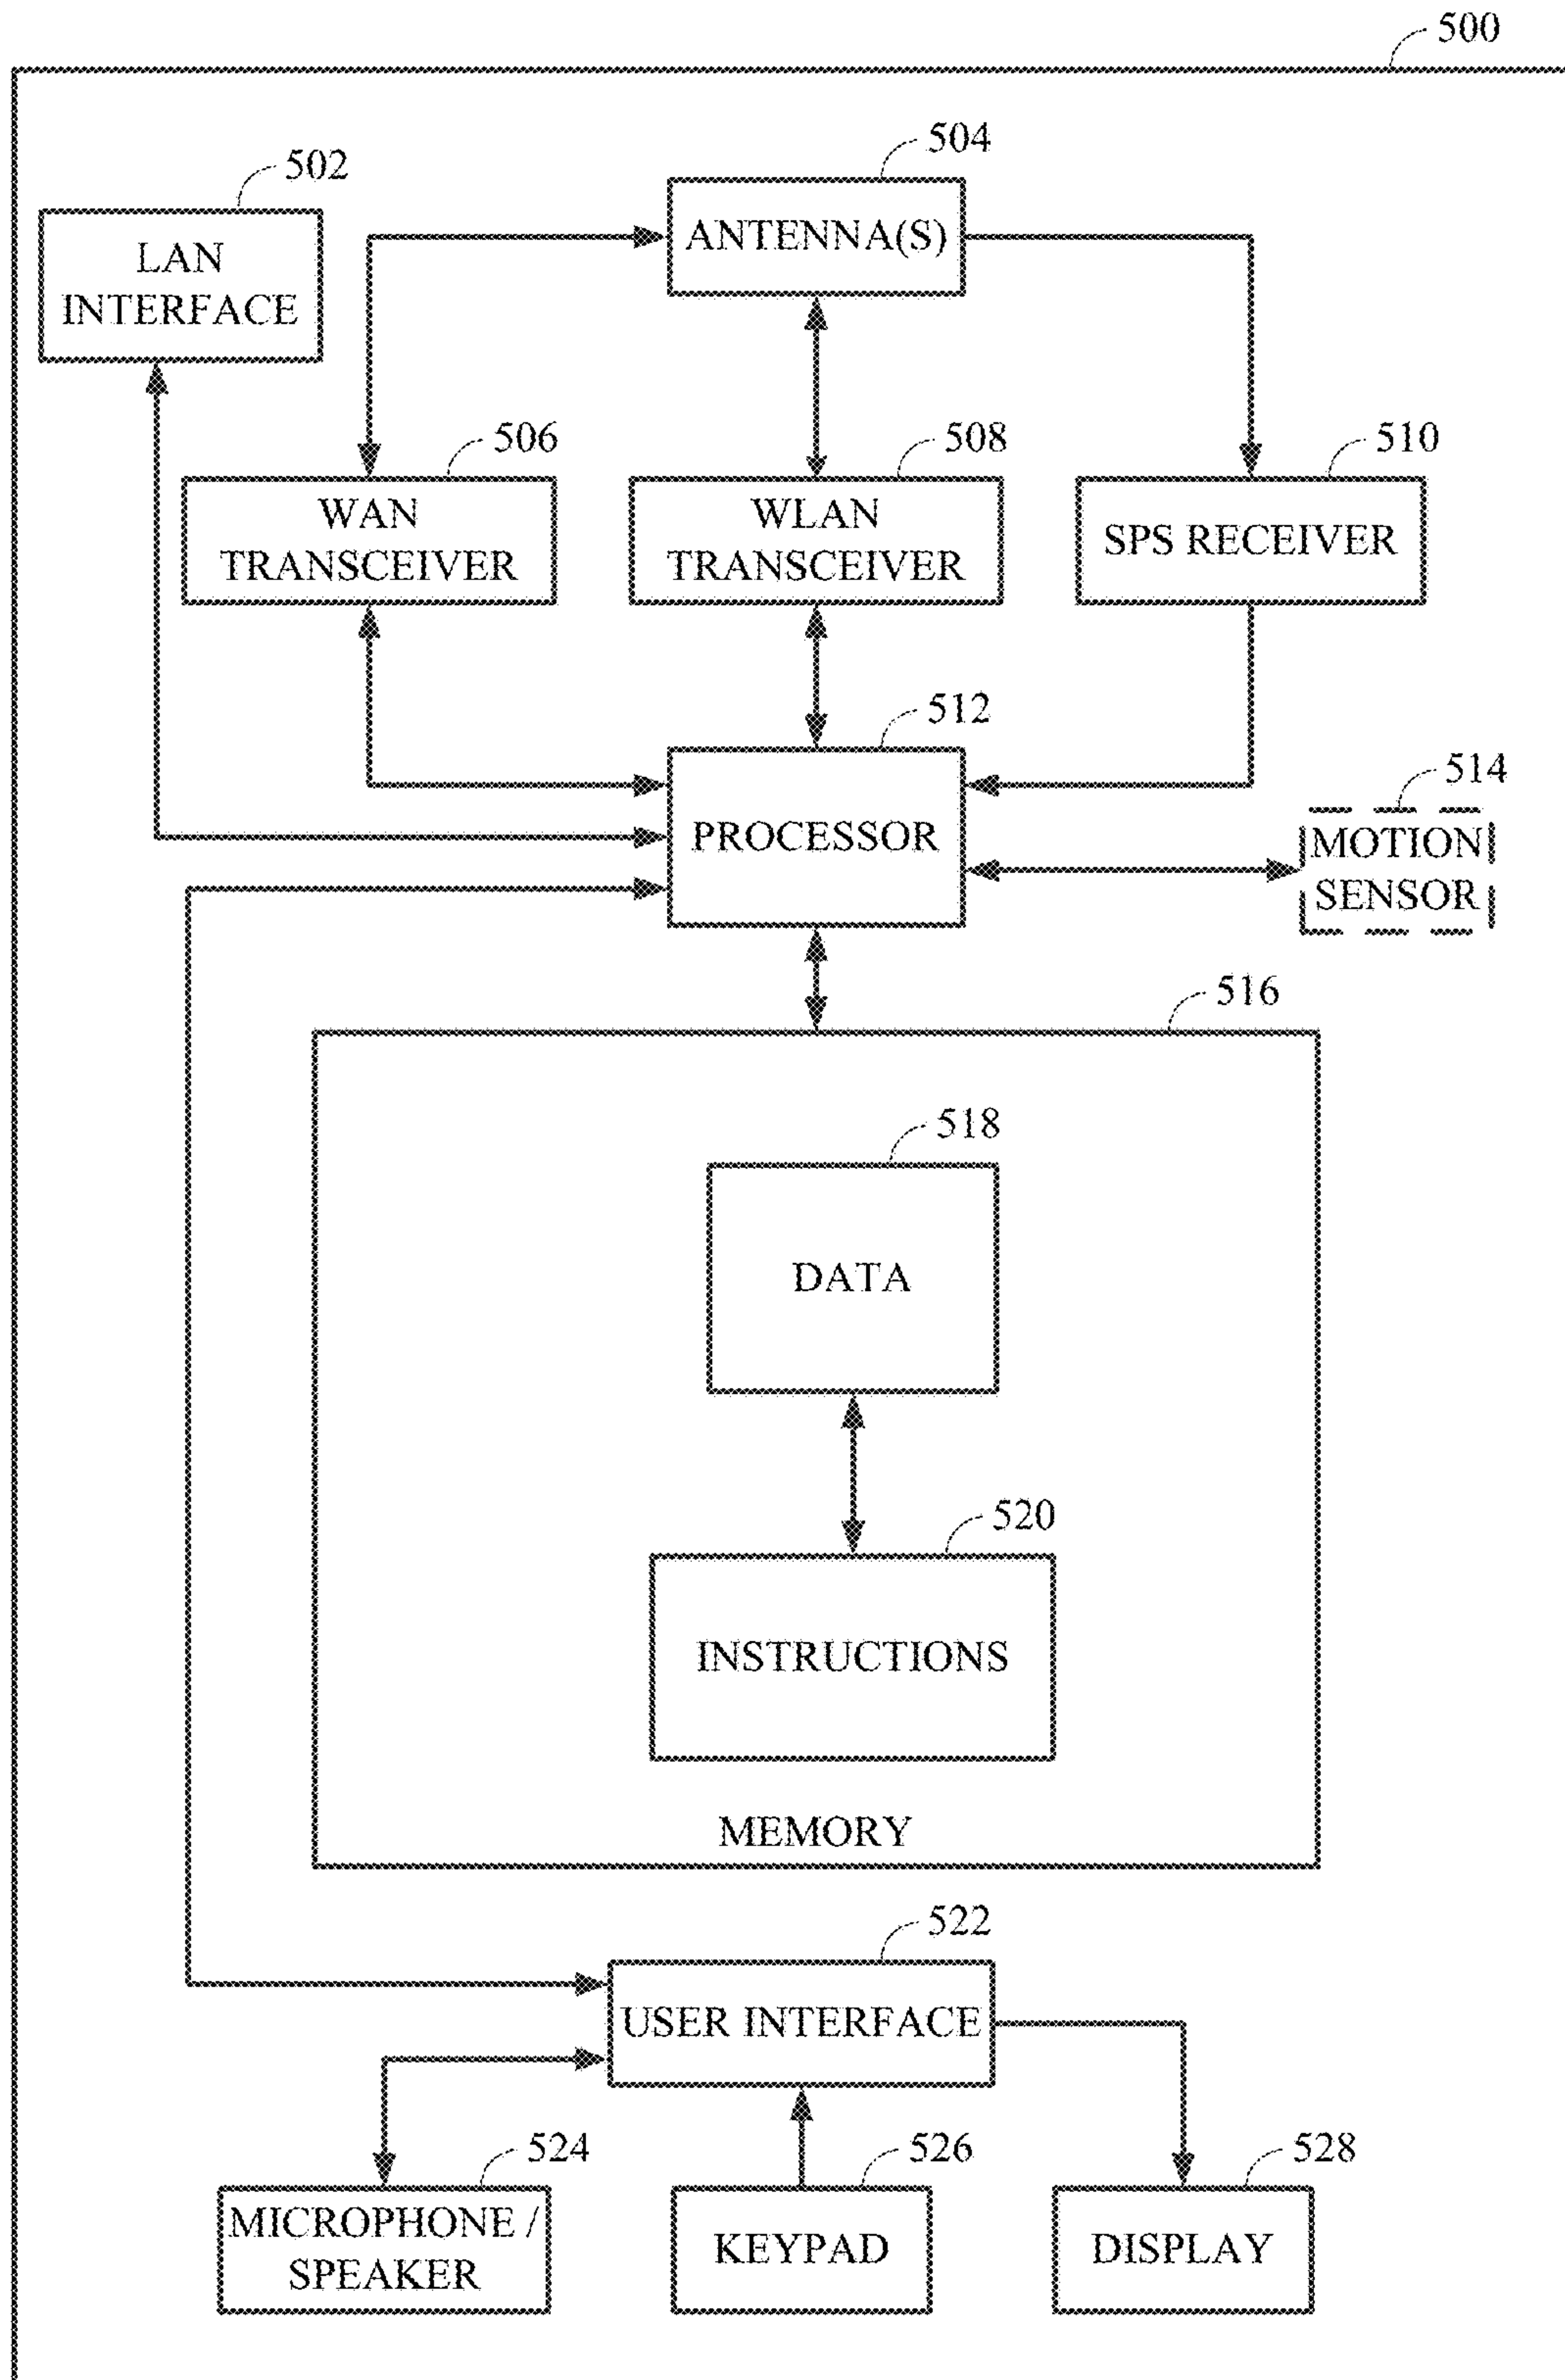 500
502
504
LAN
INTERFACE
ANTENNA(S)
506
508
510
WAN
TRANSCEIVER
WLAN
TRANSCEIVER
SPS RECEIVER
512
514
PROCESSOR
MOTION
SENSOR
516
518
DATA
520
INSTRUCTIONS
MEMORY
522
USER INTERFACE
524
526
528
MICROPHONE /
SPEAKER
KEYPAD
DISPLAY